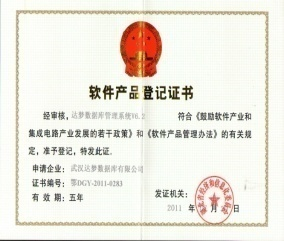 软件产品登记证书
经审核，达梦数据库管理系统V6. 符合《鼓励软件产业和
集成电路产业发展的若干政策》和《软件产品管理办法》的有关规
定，准予登记，特发此证。
申请企业：武汉达梦数据库有限公司
证书编号：鄂DGY-2011-0283
有 效 期：五年
发证机关：
2011 年 月 日